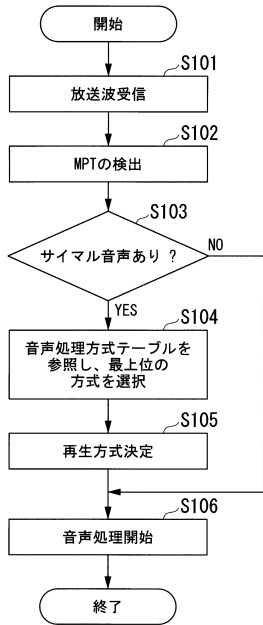 開始
S101
放送波受信
S102
MPTの検出
S103
サイマル音声あり ?
NO
YES
S104
音声処理方式テーブルを
参照し、最上位の
方式を選択
S105
再生方式決定
S106
音声処理開始
終了